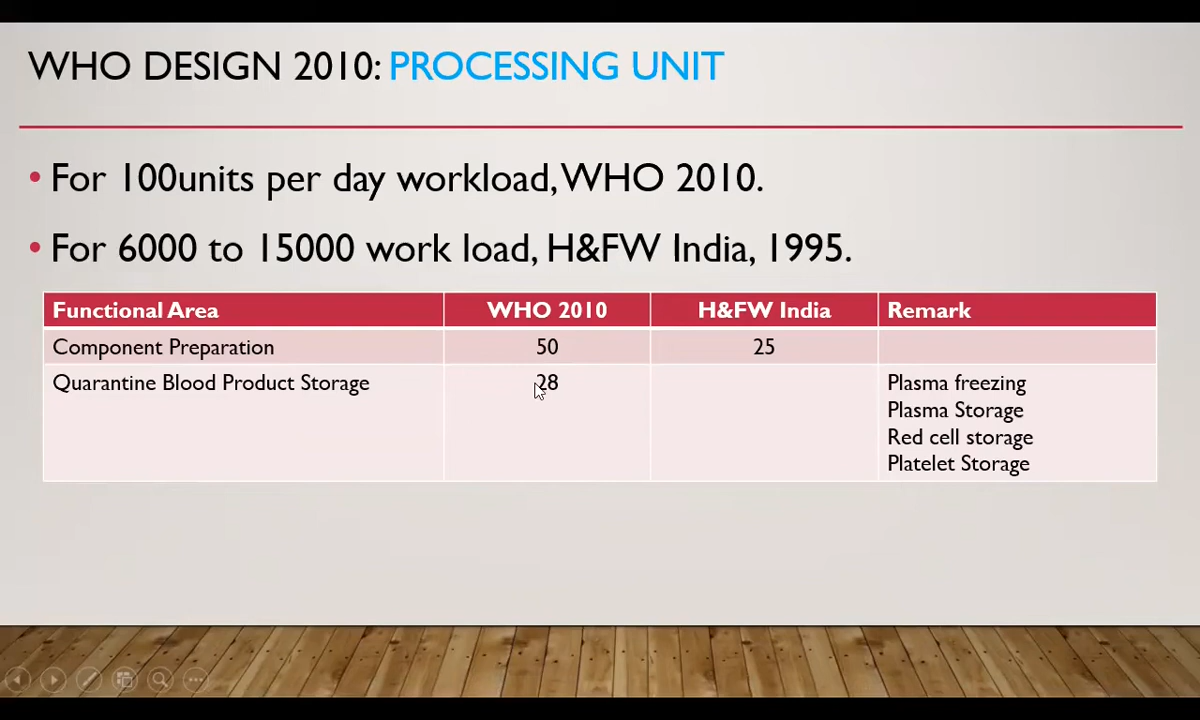 WHO DESIGN 2010: PROCESSING UNIT
• For 100units per day workload, WHO 2010.
• For 6000 to 15000 work load, H&FW India, 1995.
Functional Area WHO 2010 H&FW India Remark
Component Preparation 50 25
Quarantine Blood Product Storage 28 Plasma freezing
Plasma Storage
Red cell storage
Platelet Storage